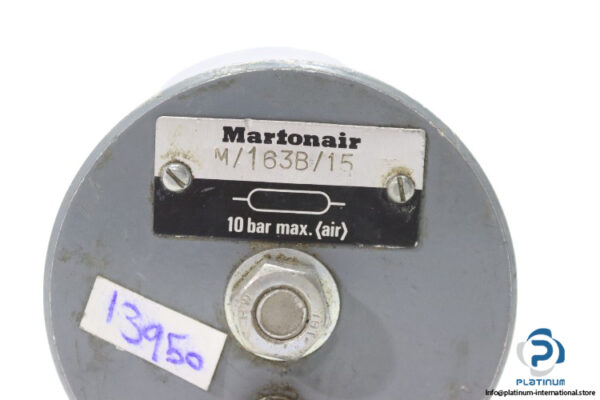 Martonair
M/163B/15
10 bar max. (air)
13950
PLATINUM
info@platinum-international.store